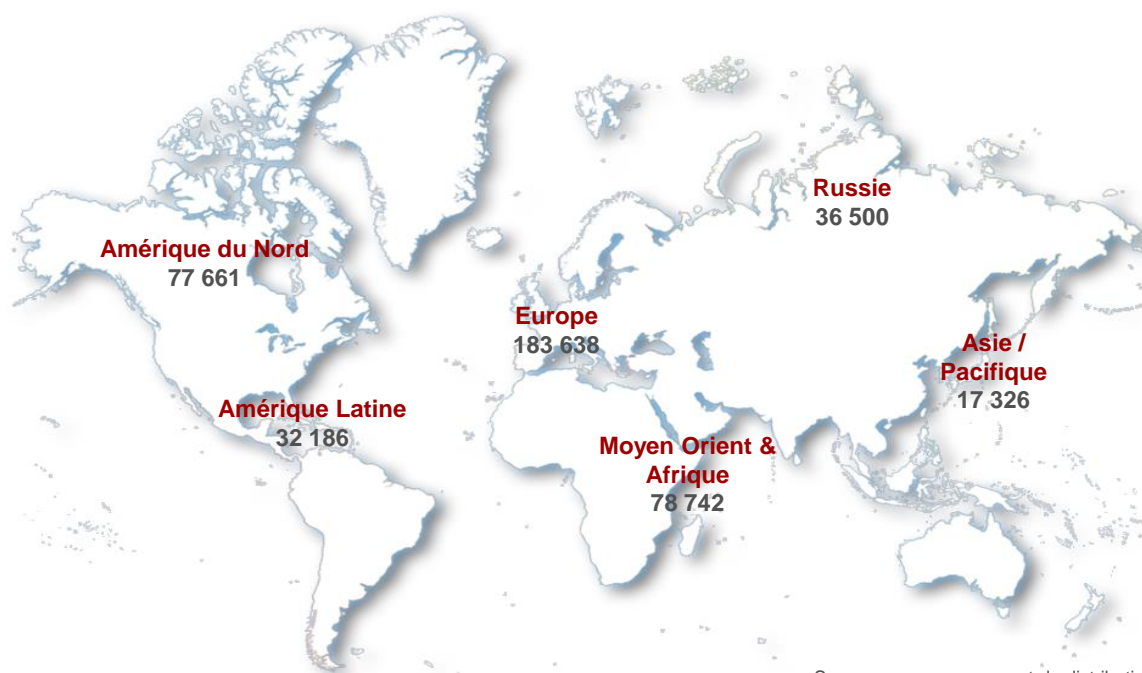 Russie
36 500
Amérique du Nord
77 661
Europe
183 638
Asie /
Pacifique
17 326
Amérique Latine
32 186
Moyen Orient &
Afrique
78 742